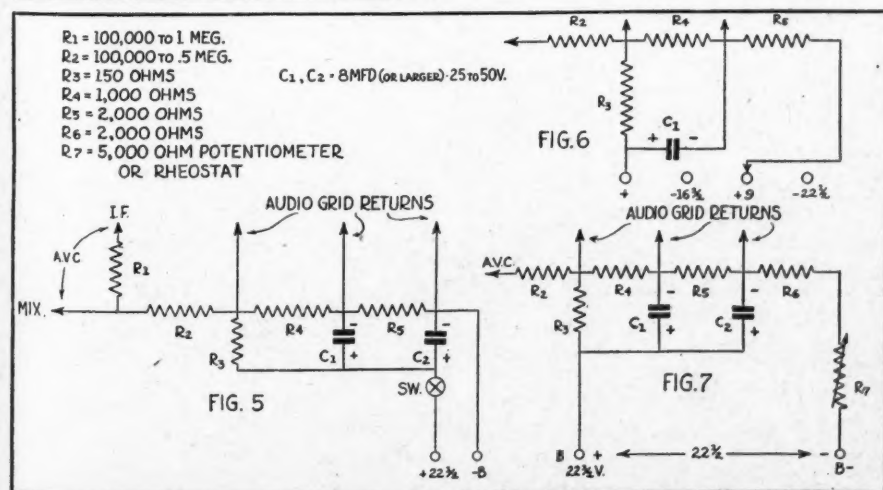 R1 = 100,000 TO 1 MEG.
R2 = 100,000 TO .5 MEG.
R3 = 150 OHMS
R4 = 1,000 OHMS
R5 = 2,000 OHMS
R6 = 2,000 OHMS
R7 = 5,000 OHM POTENTIOMETER
OR RHEOSTAT
C1, C2 = 8 MFD (OR LARGER) - 25 TO 50V.
R2
R4
R5
R3
C1
+ -
FIG. 6
+
-16½
+9
-22½
I.F.
A.V.C.
R1
MIX.
AUDIO GRID RETURNS
R2
R4
R5
R3
C1
-
+
C2
-
+
SW.
FIG. 5
+22½
-B
AUDIO GRID RETURNS
A.V.C.
R2
R4
R5
R6
R3
C1
-
+
C2
-
+
R7
FIG. 7
B +
22½ V.
22½
-
B-